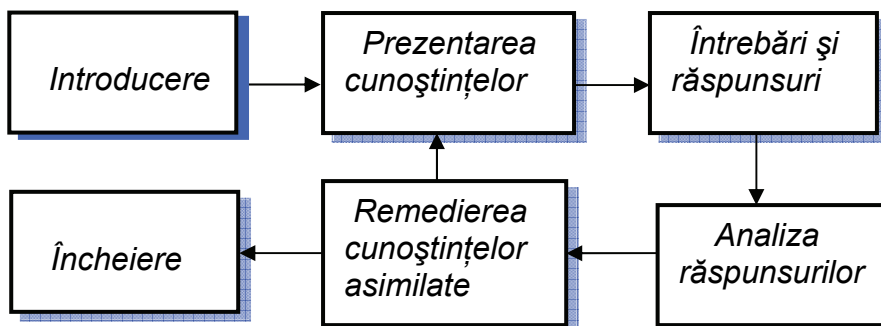 Introducere
Prezentarea
cunoştinţelor
Întrebări şi
răspunsuri
Încheiere
Remedierea
cunoştinţelor
asimilate
Analiza
răspunsurilor